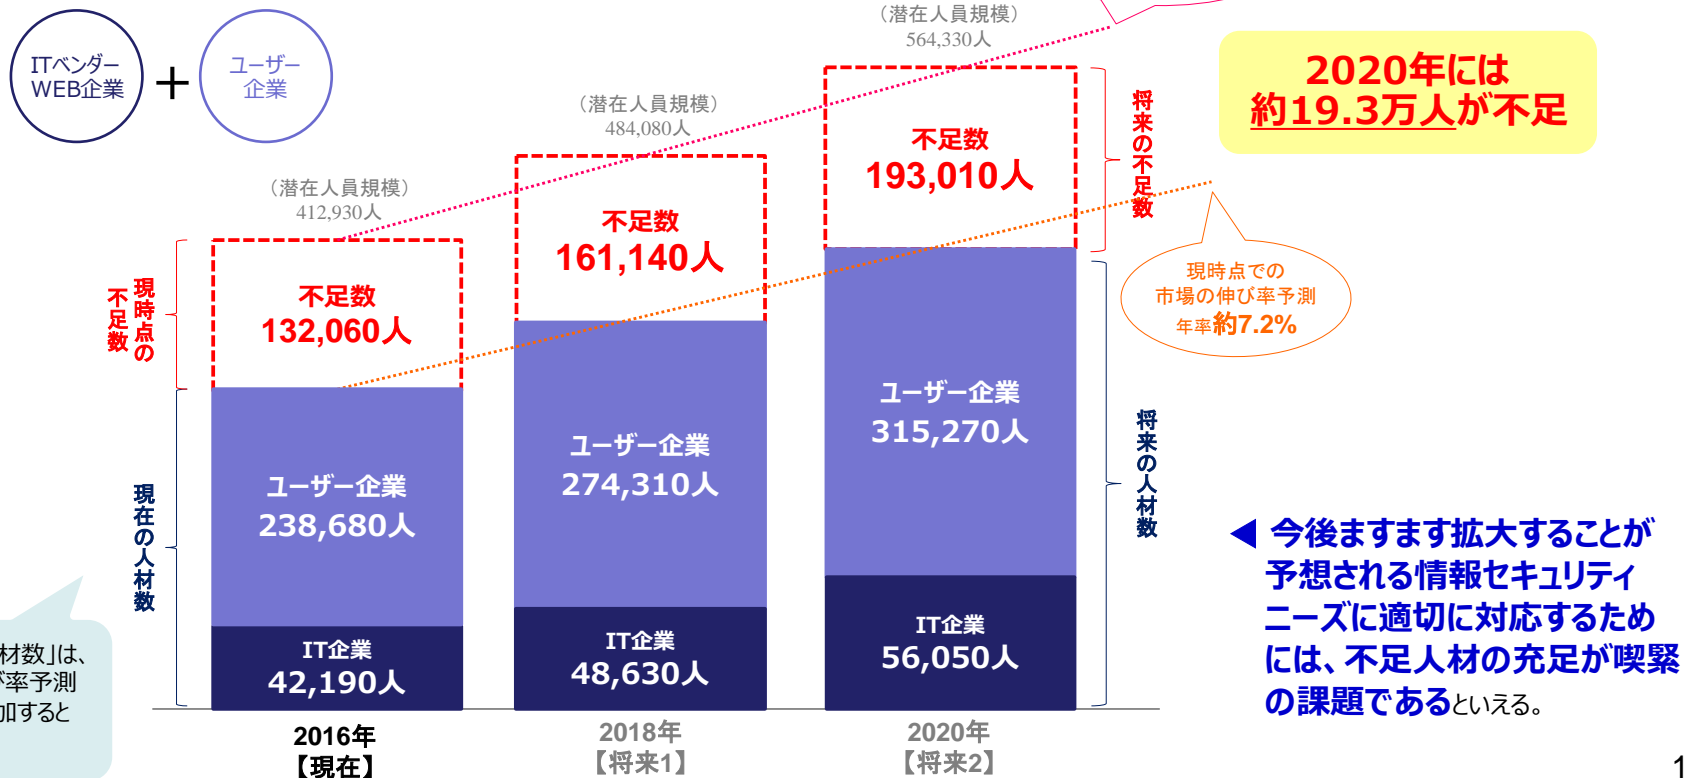 ITベンダー
WEB企業
＋
ユーザー
企業
（潜在人員規模）
412,930人
（潜在人員規模）
484,080人
（潜在人員規模）
564,330人
2020年には
約19.3万人が不足
現時点の
不足数
不足数
132,060人
不足数
161,140人
不足数
193,010人
将来の不足数
現時点での
市場の伸び率予測
年率約7.2%
現在の人材数
ユーザー企業
238,680人
ユーザー企業
274,310人
ユーザー企業
315,270人
将来の人材数
IT企業
42,190人
IT企業
48,630人
IT企業
56,050人
◀ 今後ますます拡大することが
予想される情報セキュリティ
ニーズに適切に対応するため
には、不足人材の充足が喫緊
の課題であるといえる。
材数」は、
率予測
加すると
2016年
【現在】
2018年
【将来1】
2020年
【将来2】
1